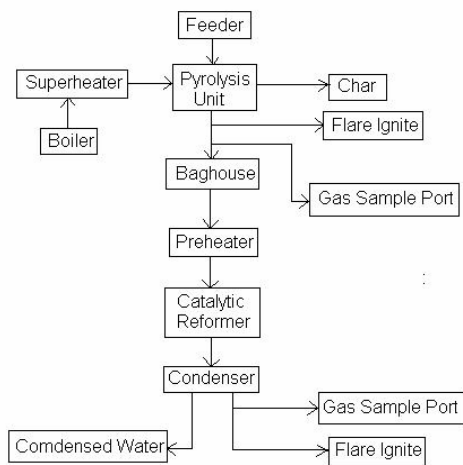 Feeder
Superheater
Pyrolysis
Unit
Char
Flare Ignite
Boiler
Baghouse
Gas Sample Port
Preheater
:
Catalytic
Reformer
Condenser
Gas Sample Port
Comdensed Water
Flare Ignite